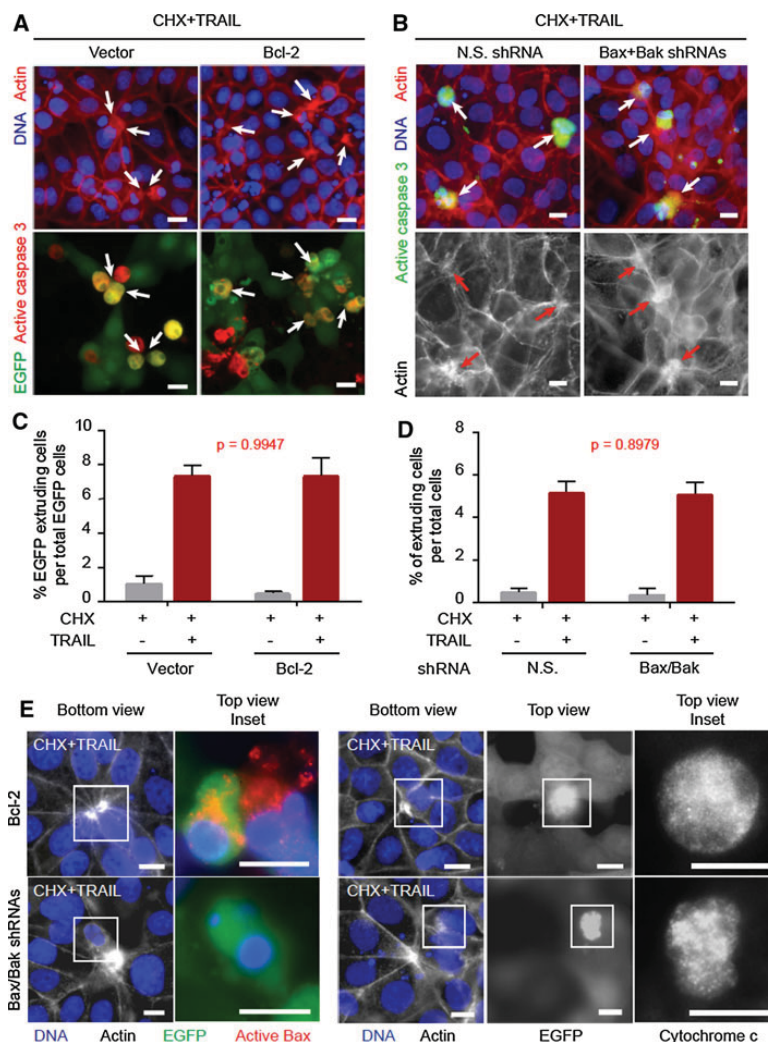 A
CHX+TRAIL
Vector Bcl-2
DNA Actin
EGFP Active caspase 3
B
CHX+TRAIL
N.S. shRNA Bax+Bak shRNAs
Active caspase 3 DNA Actin
Actin
C
% EGFP extruding cells
per total EGFP cells
10
8
6
4
2
0
p = 0.9947
CHX + + + +
TRAIL - + - +
Vector Bcl-2
D
% of extruding cells
per total cells
8
6
4
2
0
p = 0.8979
CHX + + + +
TRAIL - + - +
shRNA N.S. Bax/Bak
E
Bottom view Top view Inset Bottom view Top view Top view Inset
Bcl-2
CHX+TRAIL CHX+TRAIL
Bax/Bak shRNAs
CHX+TRAIL CHX+TRAIL
DNA Actin EGFP Active Bax DNA Actin EGFP Cytochrome c